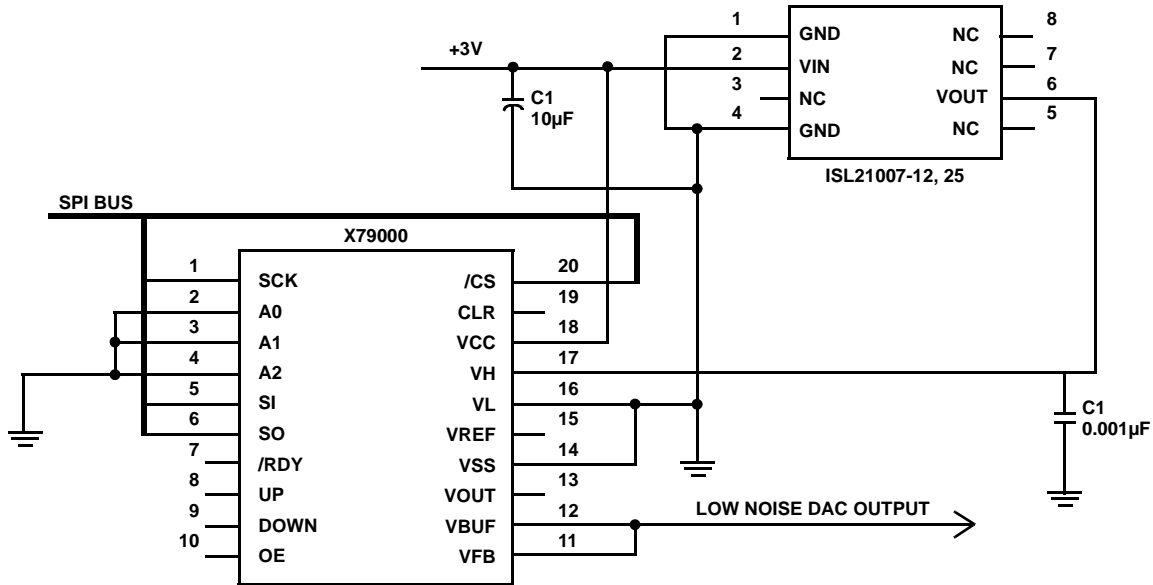 +3V
C1
10µF
1 GND NC 8
2 VIN NC 7
3 NC VOUT 6
4 GND NC 5
ISL21007-12, 25
SPI BUS
X79000
1 SCK /CS 20
2 A0 CLR 19
3 A1 VCC 18
4 A2 VH 17
5 SI VL 16
6 SO VREF 15
7 /RDY VSS 14
8 UP VOUT 13
9 DOWN VBUF 12
10 OE VFB 11
C1
0.001µF
LOW NOISE DAC OUTPUT